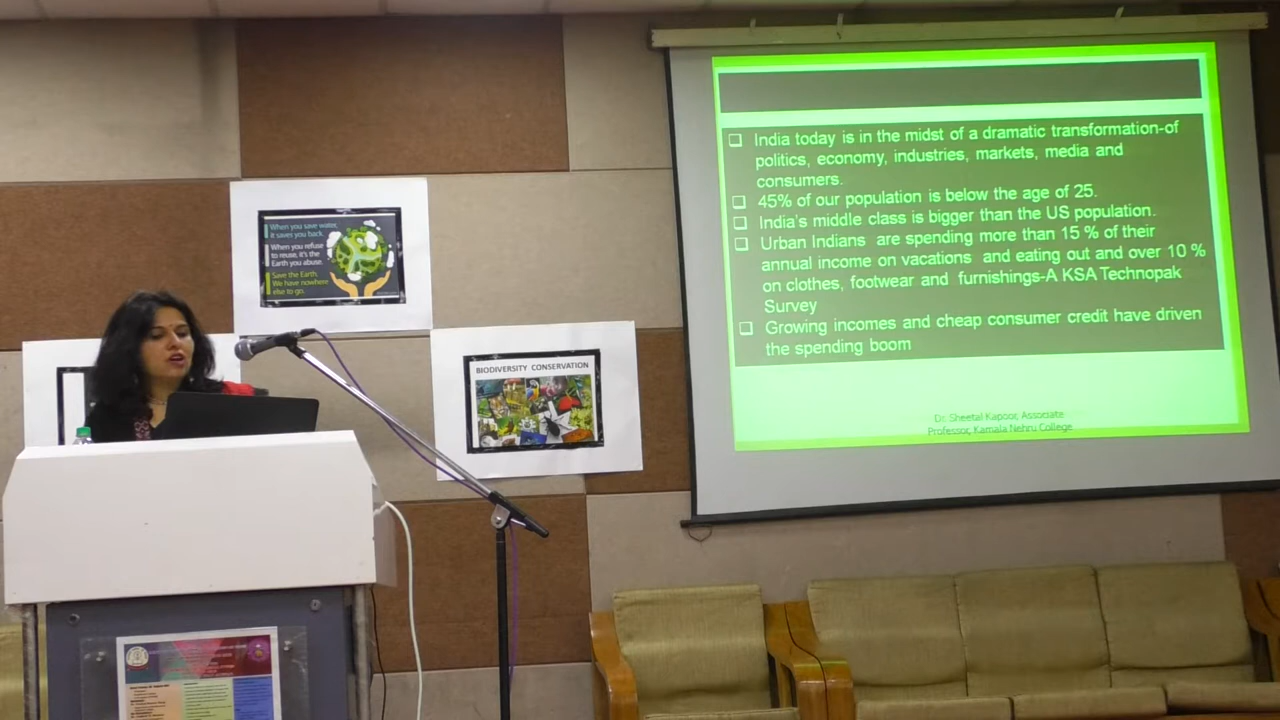 India today is in the midst of a dramatic transformation-of
politics, economy, industries, markets, media and
consumers.
45% of our population is below the age of 25.
India's middle class is bigger than the US population.
Urban Indians are spending more than 15 % of their
annual income on vacations and eating out and over 10 %
on clothes, footwear and furnishings-A KSA Technopak
Survey
Growing incomes and cheap consumer credit have driven
the spending boom
Dr. Sheetal Kapoor, Associate
Professor, Kamala Nehru College
When you save water,
it saves you back.
When you refuse
to reuse, it's the
Earth you abuse.
Save the Earth,
We have nowhere
else to go.
BIODIVERSITY CONSERVATION